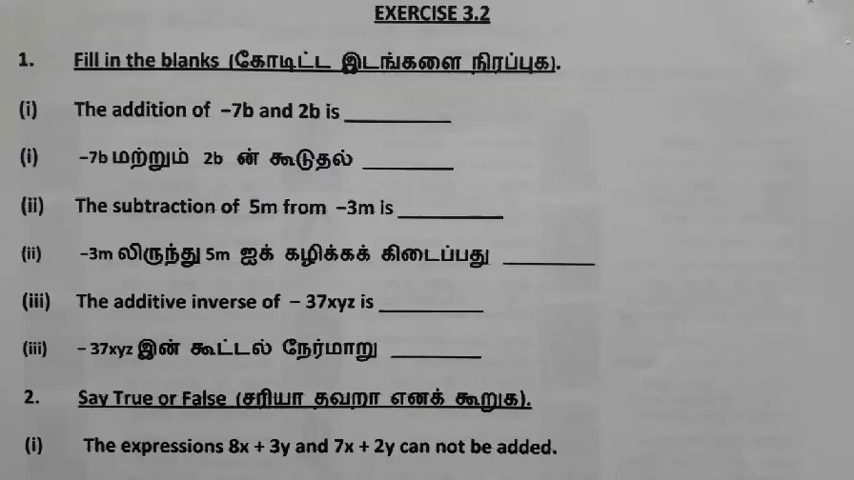 EXERCISE 3.2
1. Fill in the blanks (கோடிட்ட இடங்களை நிரப்புக).
(i) The addition of −7b and 2b is ________
(i) −7b மற்றும் 2b ன் கூடுதல் ________
(ii) The subtraction of 5m from −3m is ________
(ii) −3m லிருந்து 5m ஐக் கழிக்கக் கிடைப்பது ________
(iii) The additive inverse of − 37xyz is ________
(iii) − 37xyz இன் கூட்டல் நேர்மாறு ________
2. Say True or False (சரியா தவறா எனக் கூறுக).
(i) The expressions 8x + 3y and 7x + 2y can not be added.